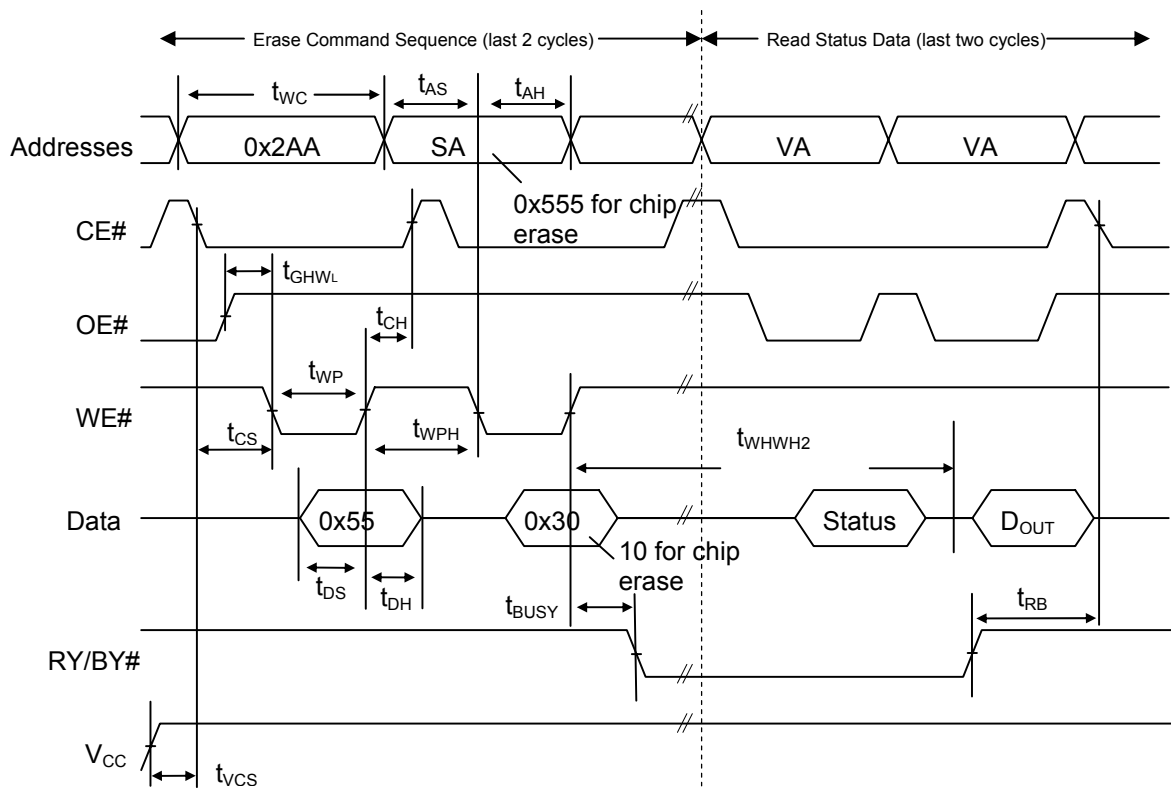 Erase Command Sequence (last 2 cycles)
Read Status Data (last two cycles)
tWC
tAS
tAH
Addresses
0x2AA
SA
VA
VA
0x555 for chip
erase
CE#
tGHWL
OE#
tCH
tWP
WE#
tCS
tWPH
tWHWH2
Data
0x55
0x30
Status
DOUT
10 for chip
erase
tDS
tDH
tBUSY
tRB
RY/BY#
VCC
tVCS